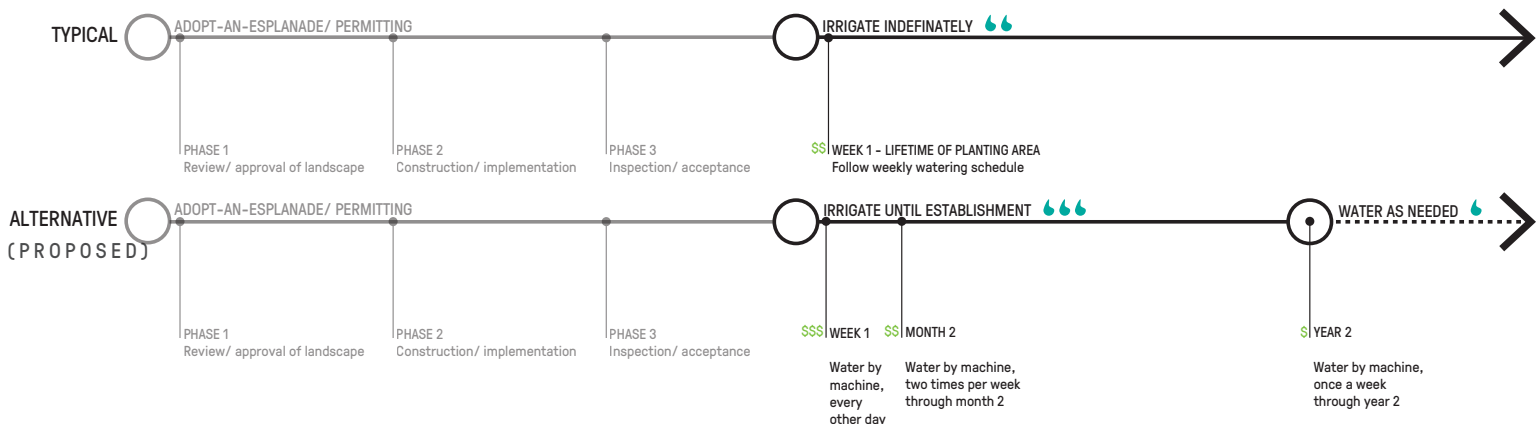 TYPICAL
ADOPT-AN-ESPLANADE/ PERMITTING
IRRIGATE INDEFINATELY
PHASE 1
Review/ approval of landscape
PHASE 2
Construction/ implementation
PHASE 3
Inspection/ acceptance
$$ WEEK 1 - LIFETIME OF PLANTING AREA
Follow weekly watering schedule
ALTERNATIVE
(PROPOSED)
ADOPT-AN-ESPLANADE/ PERMITTING
IRRIGATE UNTIL ESTABLISHMENT
WATER AS NEEDED
PHASE 1
Review/ approval of landscape
PHASE 2
Construction/ implementation
PHASE 3
Inspection/ acceptance
$$$ WEEK 1
Water by
machine,
every
other day
$$ MONTH 2
Water by machine,
two times per week
through month 2
$ YEAR 2
Water by machine,
once a week
through year 2